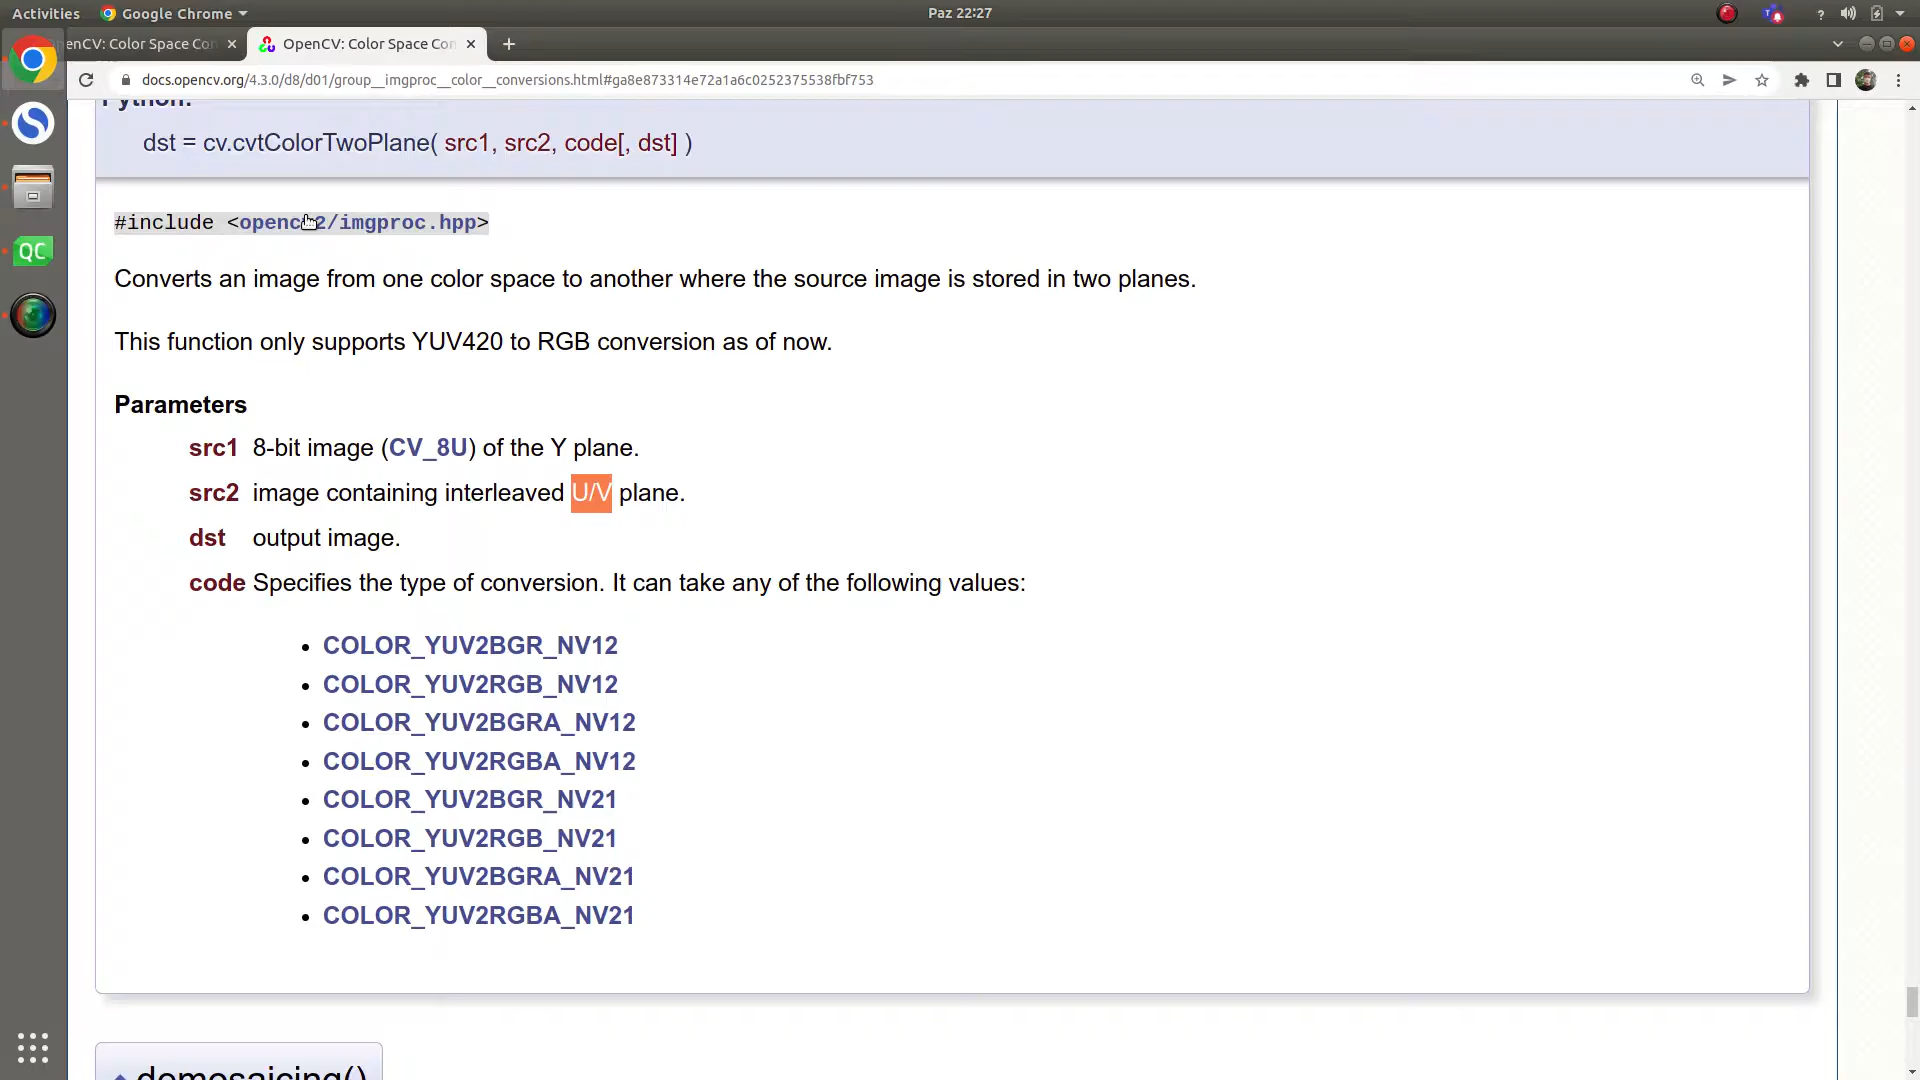 Activities Google Chrome Paz 22:27 ?
enCV: Color Space Con × OpenCV: Color Space Con × +
docs.opencv.org/4.3.0/d8/d01/group__imgproc__color__conversions.html#ga8e873314e72a1a6c0252375538fbf753
Python:
dst = cv.cvtColorTwoPlane( src1, src2, code[, dst] )
#include <opencv2/imgproc.hpp>
Converts an image from one color space to another where the source image is stored in two planes.
This function only supports YUV420 to RGB conversion as of now.
Parameters
src1 8-bit image (CV_8U) of the Y plane.
src2 image containing interleaved U/V plane.
dst output image.
code Specifies the type of conversion. It can take any of the following values:
• COLOR_YUV2BGR_NV12
• COLOR_YUV2RGB_NV12
• COLOR_YUV2BGRA_NV12
• COLOR_YUV2RGBA_NV12
• COLOR_YUV2BGR_NV21
• COLOR_YUV2RGB_NV21
• COLOR_YUV2BGRA_NV21
• COLOR_YUV2RGBA_NV21
◆ demosaicing()
QC